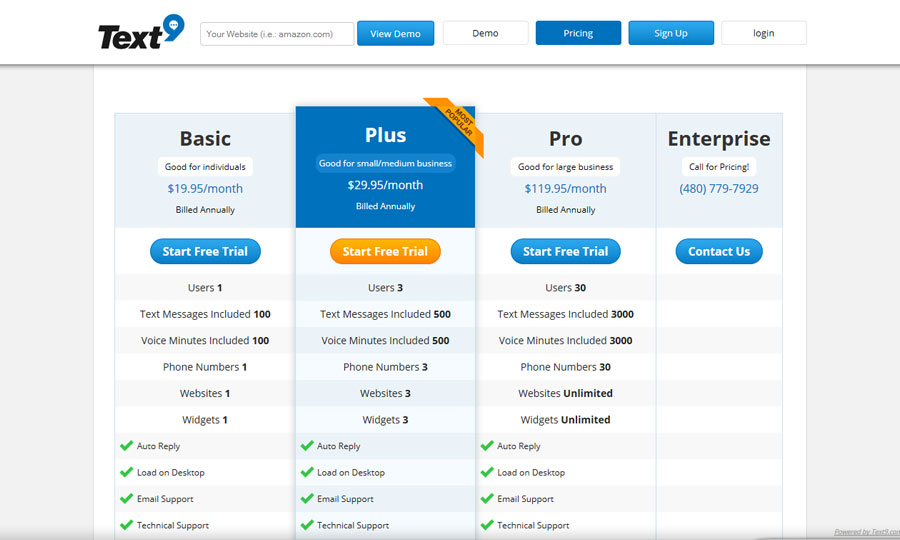 Text9
Your Website (i.e.: amazon.com)
View Demo
Demo
Pricing
Sign Up
login
Basic
Good for individuals
$19.95/month
Billed Annually
Start Free Trial
Users 1
Text Messages Included 100
Voice Minutes Included 100
Phone Numbers 1
Websites 1
Widgets 1
Auto Reply
Load on Desktop
Email Support
Technical Support
MOST
POPULAR
Plus
Good for small/medium business
$29.95/month
Billed Annually
Start Free Trial
Users 3
Text Messages Included 500
Voice Minutes Included 500
Phone Numbers 3
Websites 3
Widgets 3
Auto Reply
Load on Desktop
Email Support
Technical Support
Pro
Good for large business
$119.95/month
Billed Annually
Start Free Trial
Users 30
Text Messages Included 3000
Voice Minutes Included 3000
Phone Numbers 30
Websites Unlimited
Widgets Unlimited
Auto Reply
Load on Desktop
Email Support
Technical Support
Enterprise
Call for Pricing!
(480) 779-7929
Contact Us
Powered by Text9.com